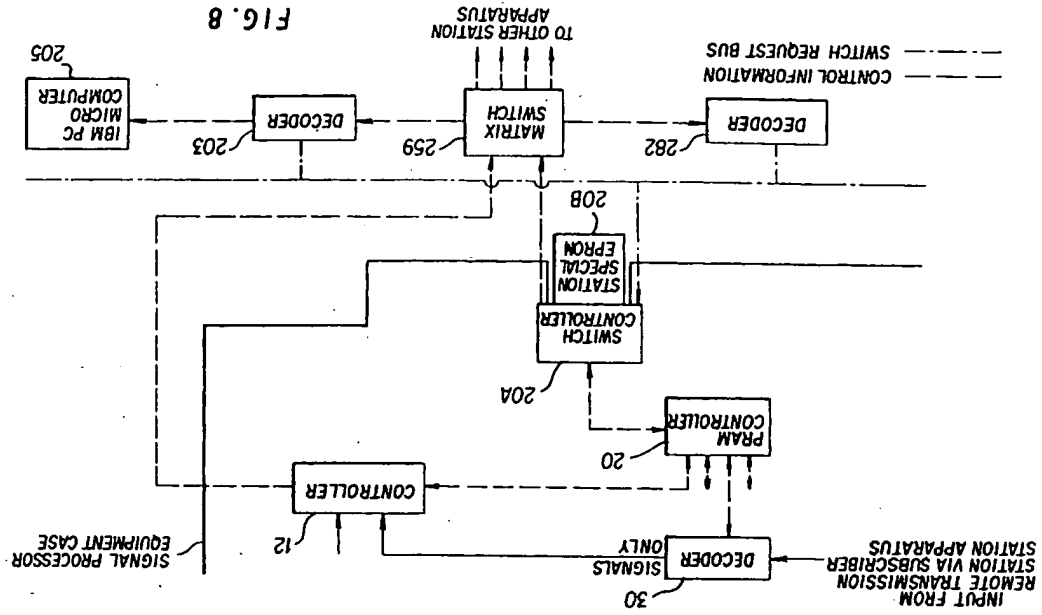 INPUT FROM
REMOTE TRANSMISSION
STATION VIA SUBSCRIBER
STATION APPARATUS
30
DECODER
SIGNALS
ONLY
12
CONTROLLER
SIGNAL PROCESSOR
EQUIPMENT CASE
20
PRAM
CONTROLLER
20A
SWITCH
CONTROLLER
STATION
SPECIAL
EPRON
20B
282
DECODER
259
MATRIX
SWITCH
203
DECODER
205
IBM PC
MICRO
COMPUTER
CONTROL INFORMATION
SWITCH REQUEST BUS
TO OTHER STATION
APPARATUS
FIG. 8